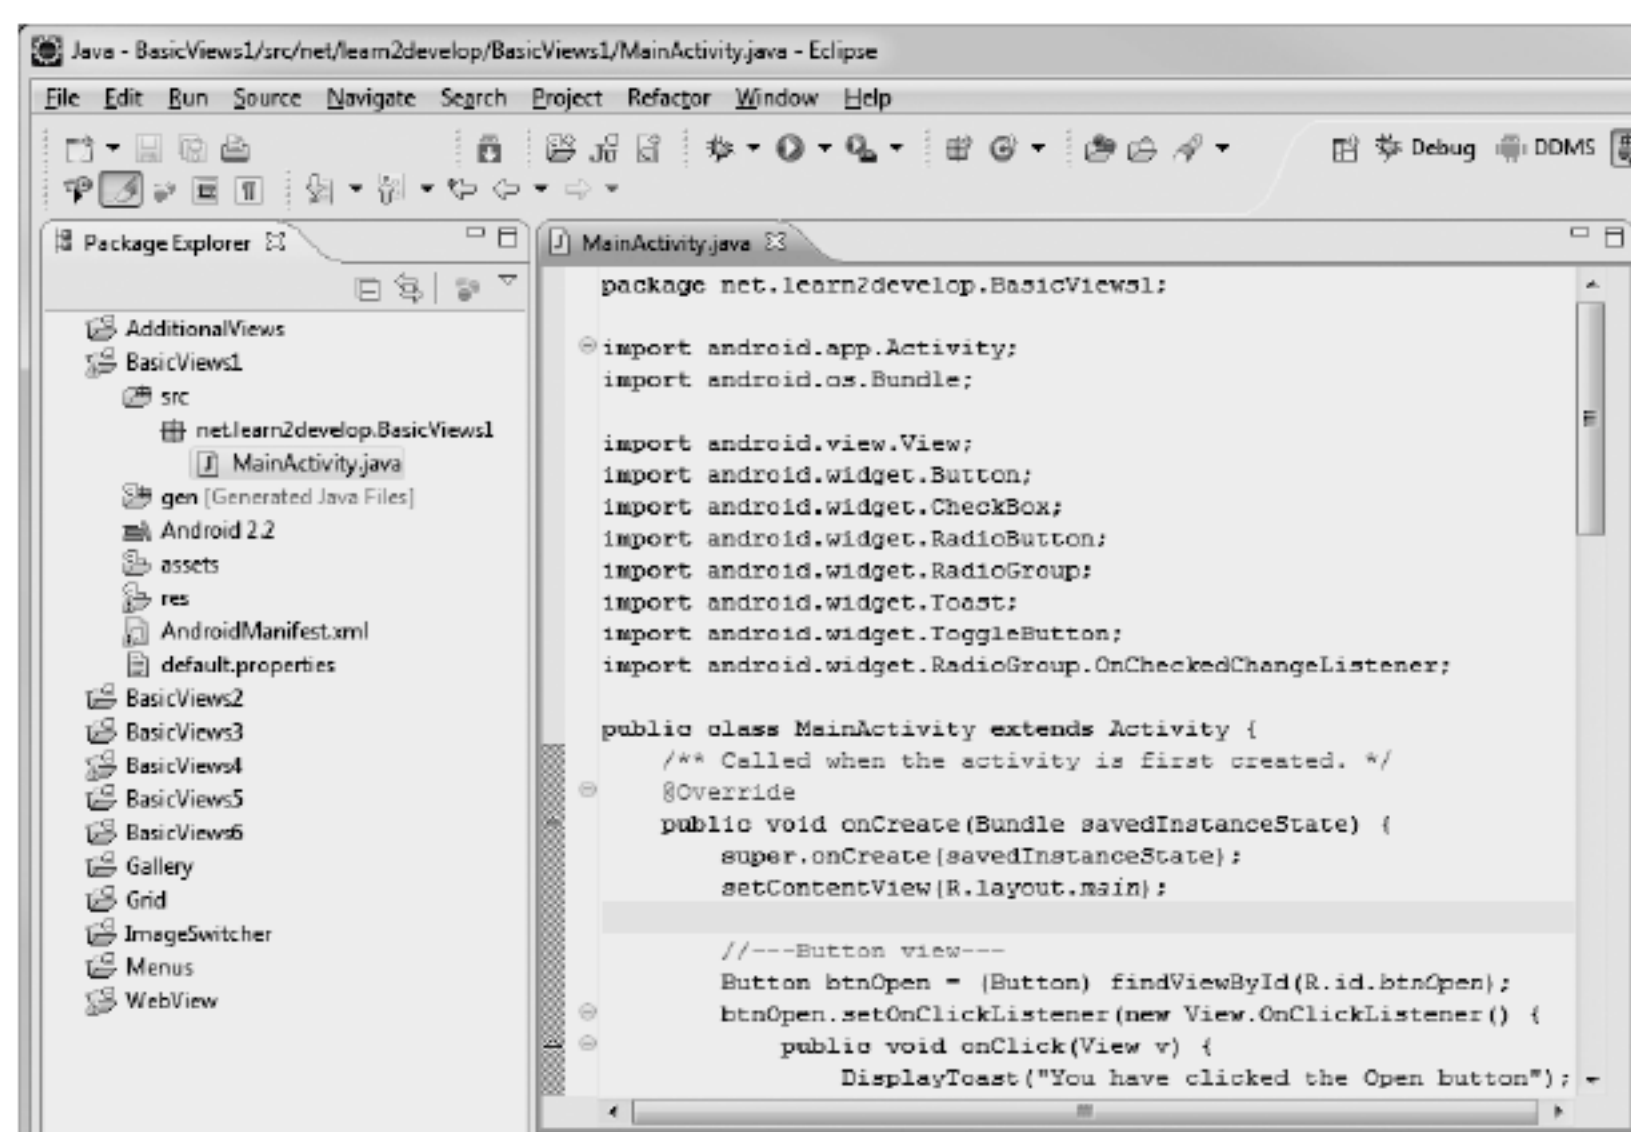 Java - BasicViews1/src/net/learn2develop/BasicViews1/MainActivity.java - Eclipse
File Edit Run Source Navigate Search Project Refactor Window Help
Debug DDMS
Package Explorer
MainActivity.java
AdditionalViews
BasicViews1
src
net.learn2develop.BasicViews1
MainActivity.java
gen [Generated Java Files]
Android 2.2
assets
res
AndroidManifest.xml
default.properties
BasicViews2
BasicViews3
BasicViews4
BasicViews5
BasicViews6
Gallery
Grid
ImageSwitcher
Menus
WebView
package net.learn2develop.BasicViews1;
import android.app.Activity;
import android.os.Bundle;
import android.view.View;
import android.widget.Button;
import android.widget.CheckBox;
import android.widget.RadioButton;
import android.widget.RadioGroup;
import android.widget.Toast;
import android.widget.ToggleButton;
import android.widget.RadioGroup.OnCheckedChangeListener;
public class MainActivity extends Activity {
/** Called when the activity is first created. */
@Override
public void onCreate(Bundle savedInstanceState) {
super.onCreate(savedInstanceState);
setContentView(R.layout.main);
//---Button view---
Button btnOpen = (Button) findViewById(R.id.btnOpen);
btnOpen.setOnClickListener(new View.OnClickListener() {
public void onClick(View v) {
DisplayToast("You have clicked the Open button");